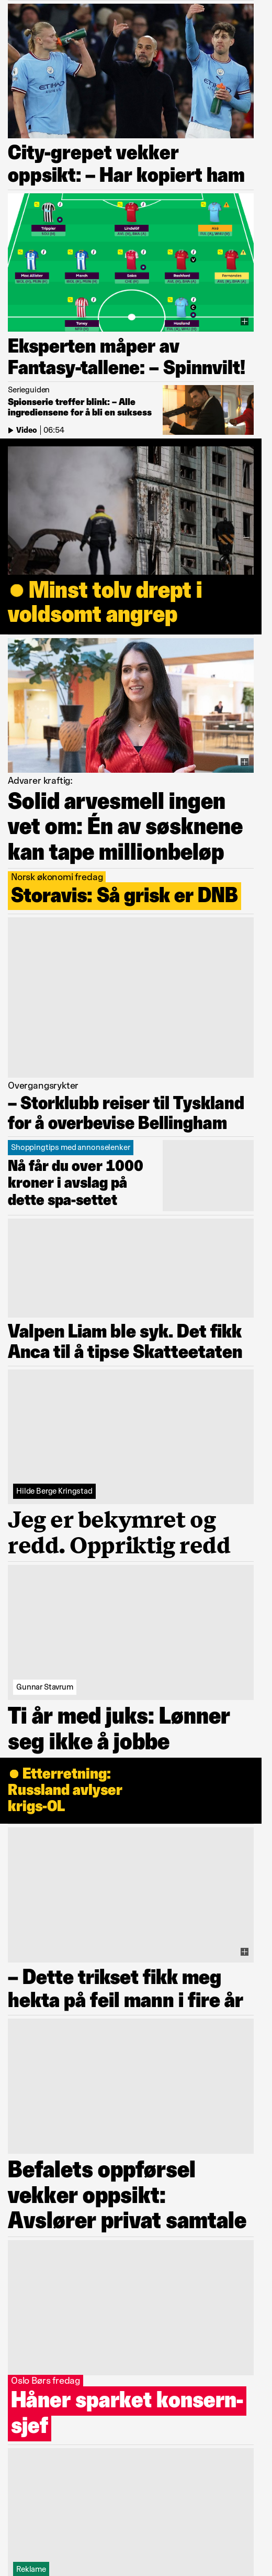 City-grepet vekker
oppsikt: – Har kopiert ham
Trippier
Lindelöf
Aké
Mac Allister
March
Salez
Rashford
Fernandes
Toney
Haaland
Eksperten måper av
Fantasy-tallene: – Spinnvilt!
Serieguiden
Spionserie treffer blink: – Alle
ingrediensene for å bli en suksess
Video | 06:54
Minst tolv drept i
voldsomt angrep
Advarer kraftig:
Solid arvesmell ingen
vet om: Én av søsknene
kan tape millionbeløp
Norsk økonomi fredag
Storavis: Så grisk er DNB
Overgangsrykter
– Storklubb reiser til Tyskland
for å overbevise Bellingham
Shoppingtips med annonselenker
Nå får du over 1000
kroner i avslag på
dette spa-settet
Valpen Liam ble syk. Det fikk
Anca til å tipse Skatteetaten
Hilde Berge Kringstad
Jeg er bekymret og
redd. Oppriktig redd
Gunnar Stavrum
Ti år med juks: Lønner
seg ikke å jobbe
Etterretning:
Russland avlyser
krigs-OL
– Dette trikset fikk meg
hekta på feil mann i fire år
Befalets oppførsel
vekker oppsikt:
Avslører privat samtale
Oslo Børs fredag
Håner sparket konsern-
sjef
Reklame